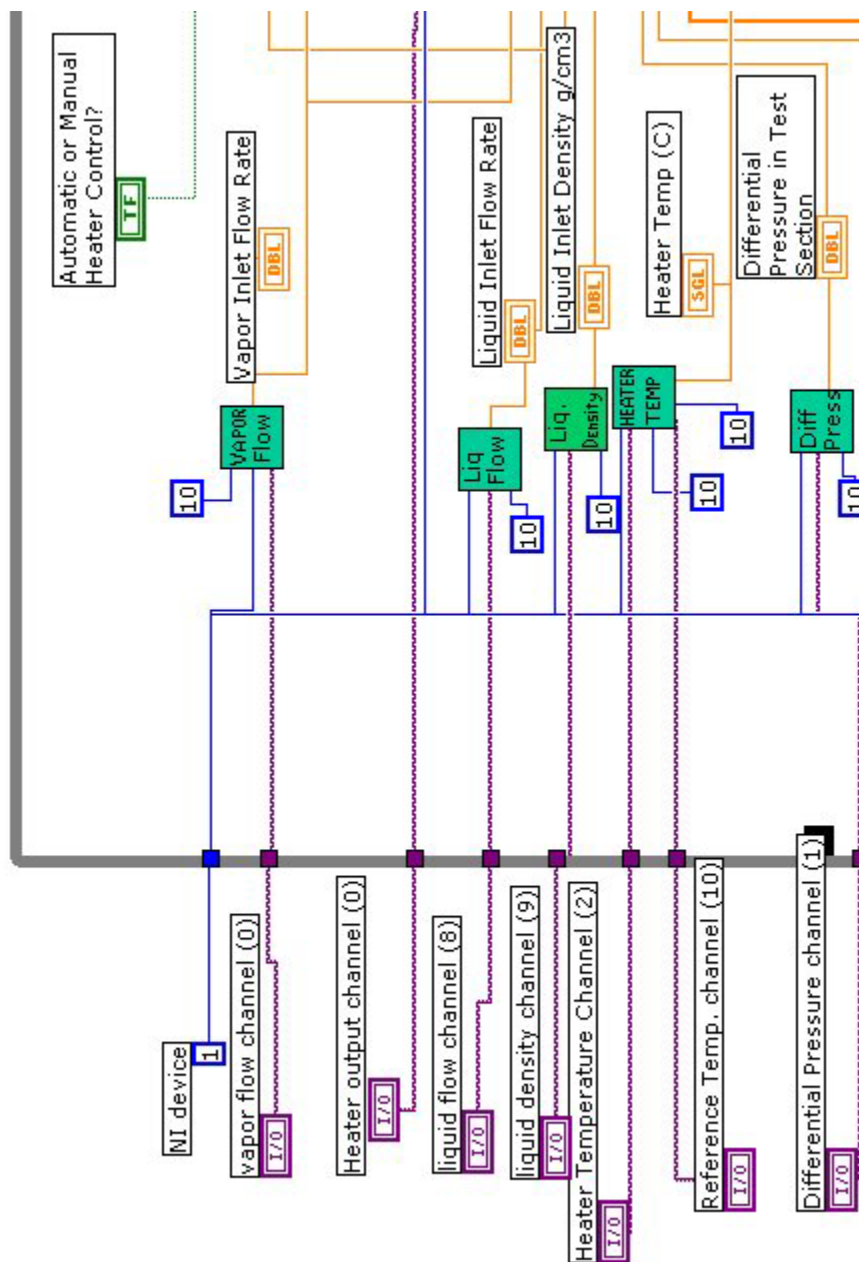 Automatic or Manual
Heater Control?
TF
Vapor Inlet Flow Rate
DBL
VAPOR
Flow
10
NI device
1
vapor flow channel (0)
I/O
Heater output channel (0)
I/O
Liquid Inlet Flow Rate
DBL
Liq
Flow
10
liquid flow channel (8)
I/O
Liquid Inlet Density g/cm3
DBL
Liq.
Density
10
liquid density channel (9)
I/O
Heater Temp (C)
SGL
HEATER
TEMP
10
10
Heater Temperature Channel (2)
I/O
Reference Temp. channel (10)
I/O
Differential
Pressure in Test
Section
DBL
Diff
Press
10
Differential Pressure channel (1)
I/O